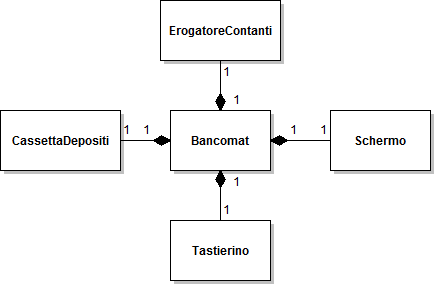 ErogatoreContanti
1
1
CassettaDepositi
1
1
Bancomat
1
1
Schermo
1
1
Tastierino